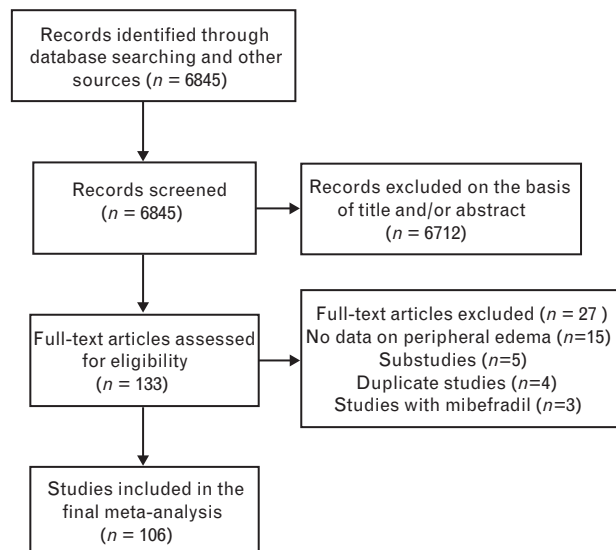 Records identified through
database searching and other
sources (n = 6845)
Records screened
(n = 6845)
Records excluded on the basis
of title and/or abstract
(n = 6712)
Full-text articles assessed
for eligibility
(n = 133)
Full-text articles excluded (n = 27 )
No data on peripheral edema (n=15)
Substudies (n=5)
Duplicate studies (n=4)
Studies with mibefradil (n=3)
Studies included in the
final meta-analysis
n = 106)